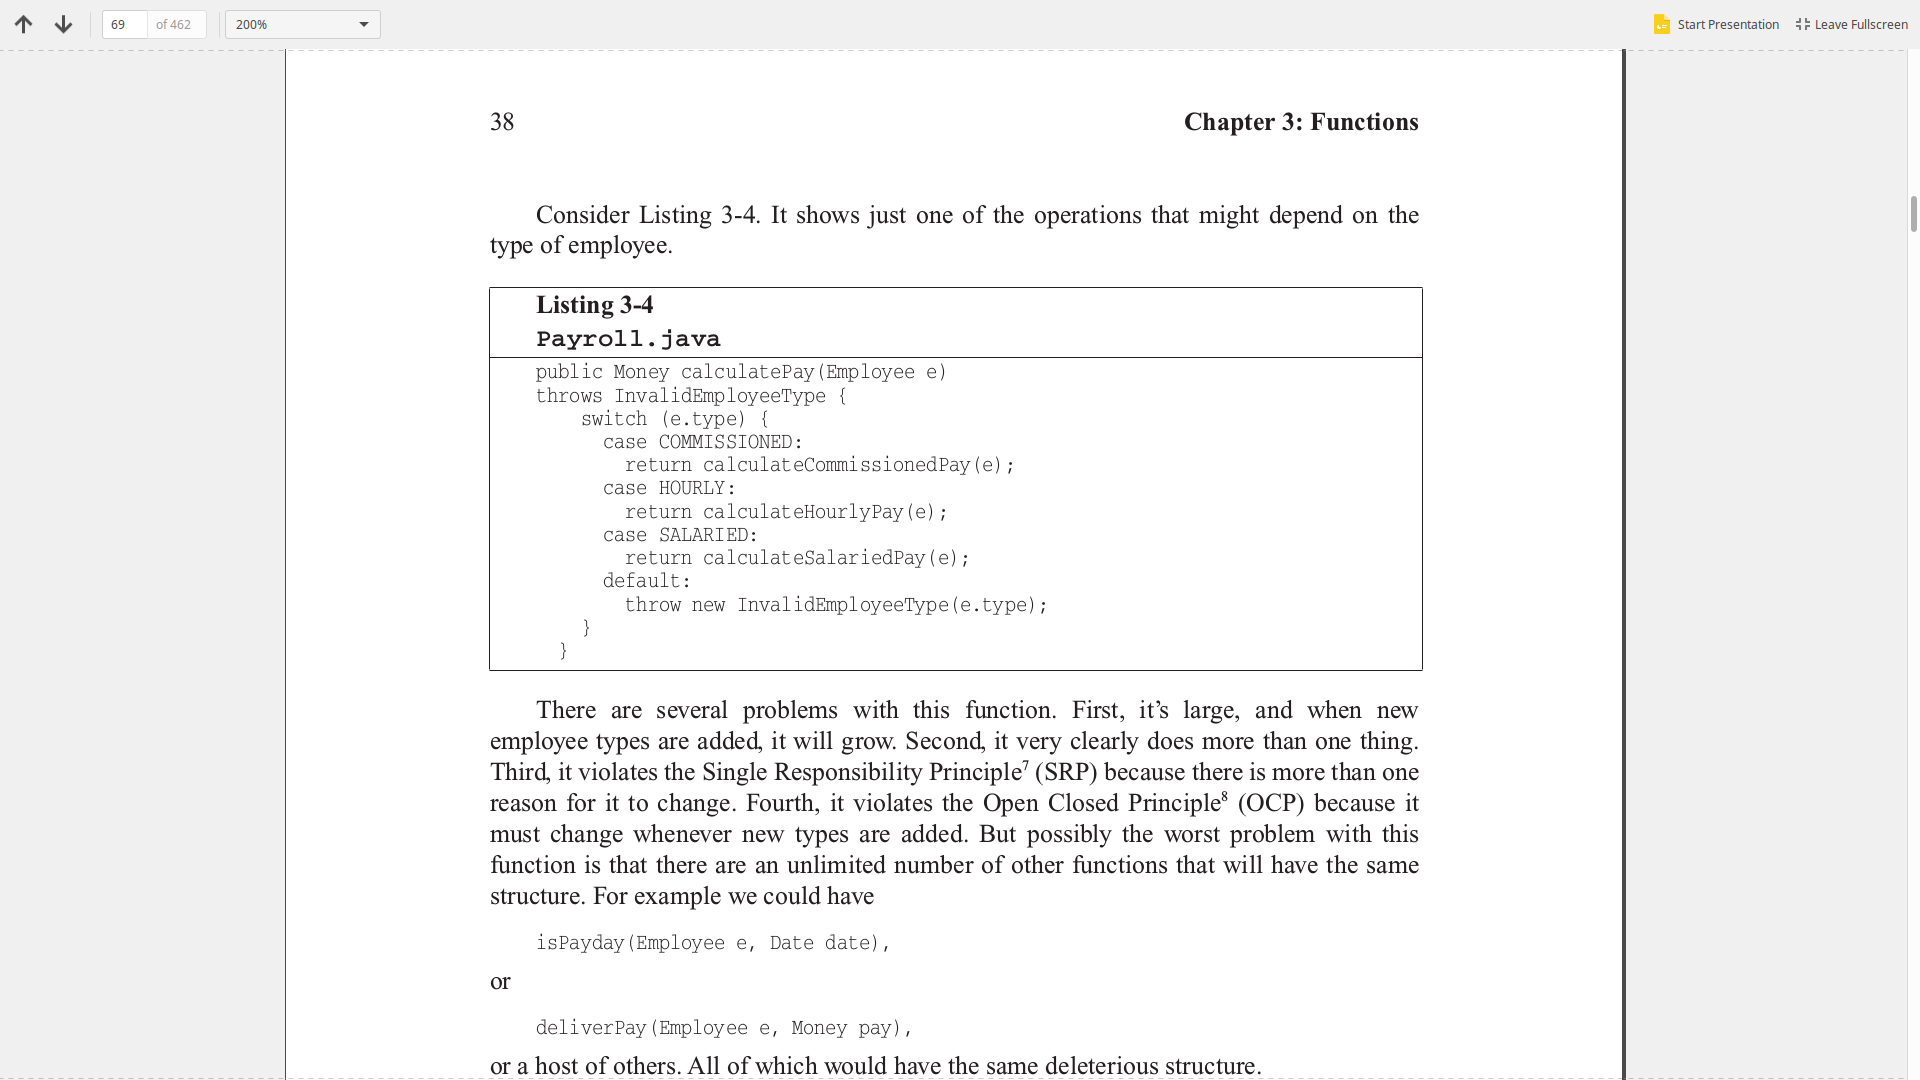 69 of 462 200% Start Presentation Leave Fullscreen
38 Chapter 3: Functions
Consider Listing 3-4. It shows just one of the operations that might depend on the
type of employee.
Listing 3-4
Payroll.java
public Money calculatePay(Employee e)
throws InvalidEmployeeType {
    switch (e.type) {
      case COMMISSIONED:
        return calculateCommissionedPay(e);
      case HOURLY:
        return calculateHourlyPay(e);
      case SALARIED:
        return calculateSalariedPay(e);
      default:
        throw new InvalidEmployeeType(e.type);
    }
  }
There are several problems with this function. First, it’s large, and when new
employee types are added, it will grow. Second, it very clearly does more than one thing.
Third, it violates the Single Responsibility Principle⁷ (SRP) because there is more than one
reason for it to change. Fourth, it violates the Open Closed Principle⁸ (OCP) because it
must change whenever new types are added. But possibly the worst problem with this
function is that there are an unlimited number of other functions that will have the same
structure. For example we could have
isPayday(Employee e, Date date),
or
deliverPay(Employee e, Money pay),
or a host of others. All of which would have the same deleterious structure.